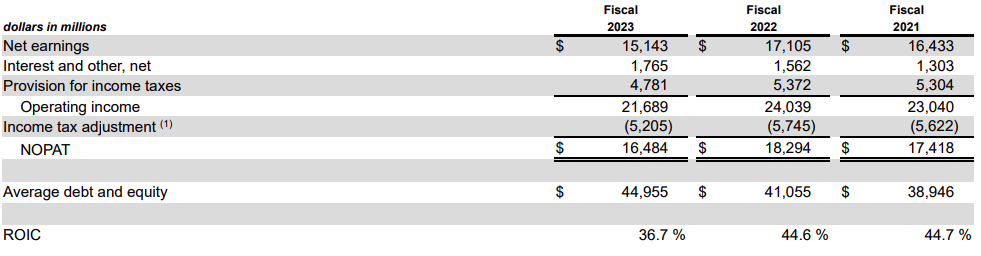 Fiscal Fiscal Fiscal
dollars in millions 2023 2022 2021
Net earnings $ 15,143 $ 17,105 $ 16,433
Interest and other, net 1,765 1,562 1,303
Provision for income taxes 4,781 5,372 5,304
Operating income 21,689 24,039 23,040
Income tax adjustment (1) (5,205) (5,745) (5,622)
NOPAT $ 16,484 $ 18,294 $ 17,418
Average debt and equity $ 44,955 $ 41,055 $ 38,946
ROIC 36.7 % 44.6 % 44.7 %